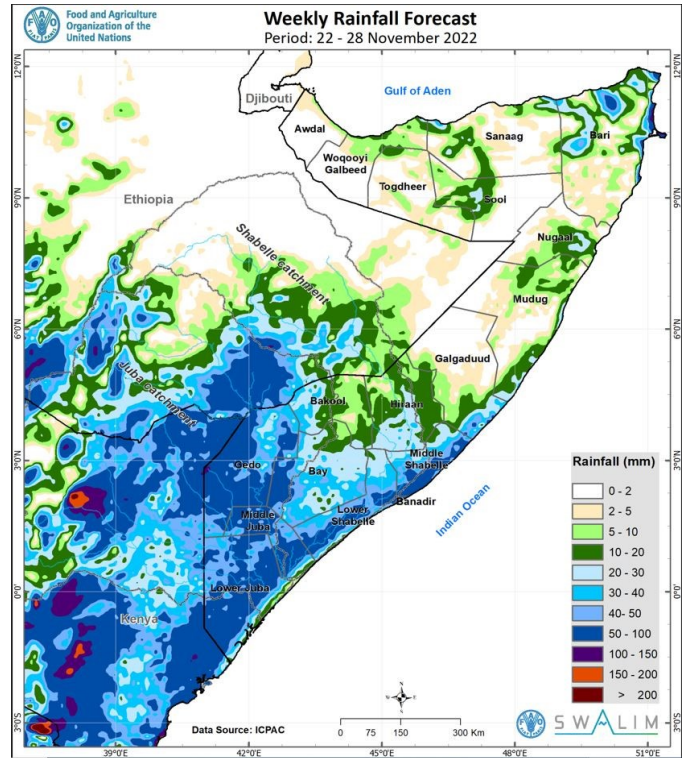 Food and Agriculture
Organization of the
United Nations
Weekly Rainfall Forecast
Period: 22 - 28 November 2022
12°0'N
9°0'N
6°0'N
3°0'N
0°0'
3°0'S
Djibouti
Gulf of Aden
Awdal
Sanaag
Bari
Woqooyi
Galbeed
Togdheer
Sool
Ethiopia
Shabelle catchment
Nugaal
Mudug
Galgaduud
Juba Catchment
Bakool
Hiraan
Gedo
Bay
Middle
Shabelle
Banadir
Indian Ocean
Lower
Shabelle
Middle
Juba
Lower Juba
Kenya
Rainfall (mm)
0 - 2
2 - 5
5 - 10
10 - 20
20 - 30
30 - 40
40- 50
50 - 100
100 - 150
150 - 200
> 200
Data Source: ICPAC
0 75 150 300 Km
SWALIM
39°0'E 42°0'E 45°0'E 48°0'E 51°0'E